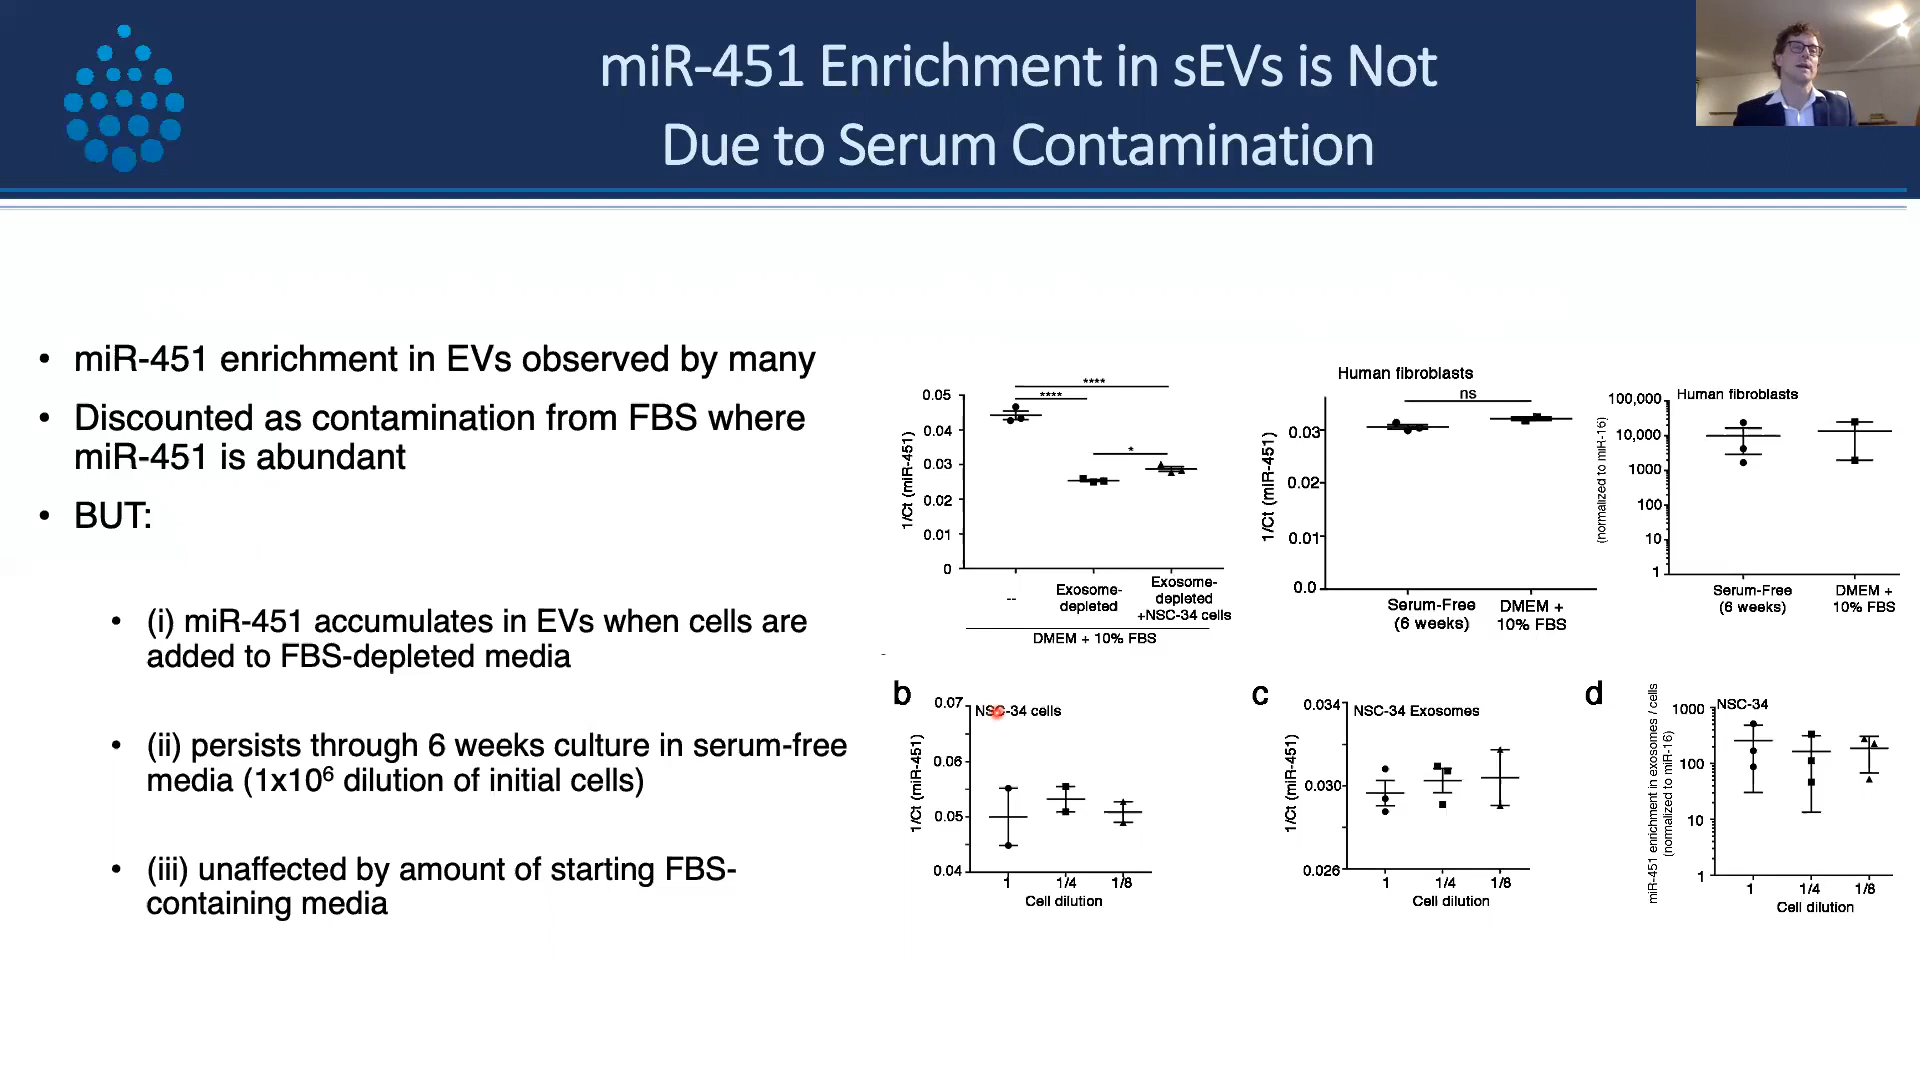 miR-451 Enrichment in sEVs is Not
Due to Serum Contamination
• miR-451 enrichment in EVs observed by many
• Discounted as contamination from FBS where
miR-451 is abundant
• BUT:
• (i) miR-451 accumulates in EVs when cells are
added to FBS-depleted media
• (ii) persists through 6 weeks culture in serum-free
media (1x10⁶ dilution of initial cells)
• (iii) unaffected by amount of starting FBS-
containing media
1/Ct (miR-451)
0.05
0.04
0.03
0.02
0.01
0
****
****
*
--
Exosome-
depleted
Exosome-
depleted
+NSC-34 cells
DMEM + 10% FBS
Human fibroblasts
1/Ct (miR-451)
0.03
0.02
0.01
0.0
ns
Serum-Free
(6 weeks)
DMEM +
10% FBS
Human fibroblasts
(normalized to miR-16)
100,000
10,000
1000
100
10
1
Serum-Free
(6 weeks)
DMEM +
10% FBS
b
NSC-34 cells
1/Ct (miR-451)
0.07
0.06
0.05
0.04
1
1/4
1/8
Cell dilution
c
NSC-34 Exosomes
1/Ct (miR-451)
0.034
0.030
0.026
1
1/4
1/8
Cell dilution
d
NSC-34
miR-451 enrichment in exosomes / cells
(normalized to miR-16)
1000
100
10
1
1
1/4
1/8
Cell dilution